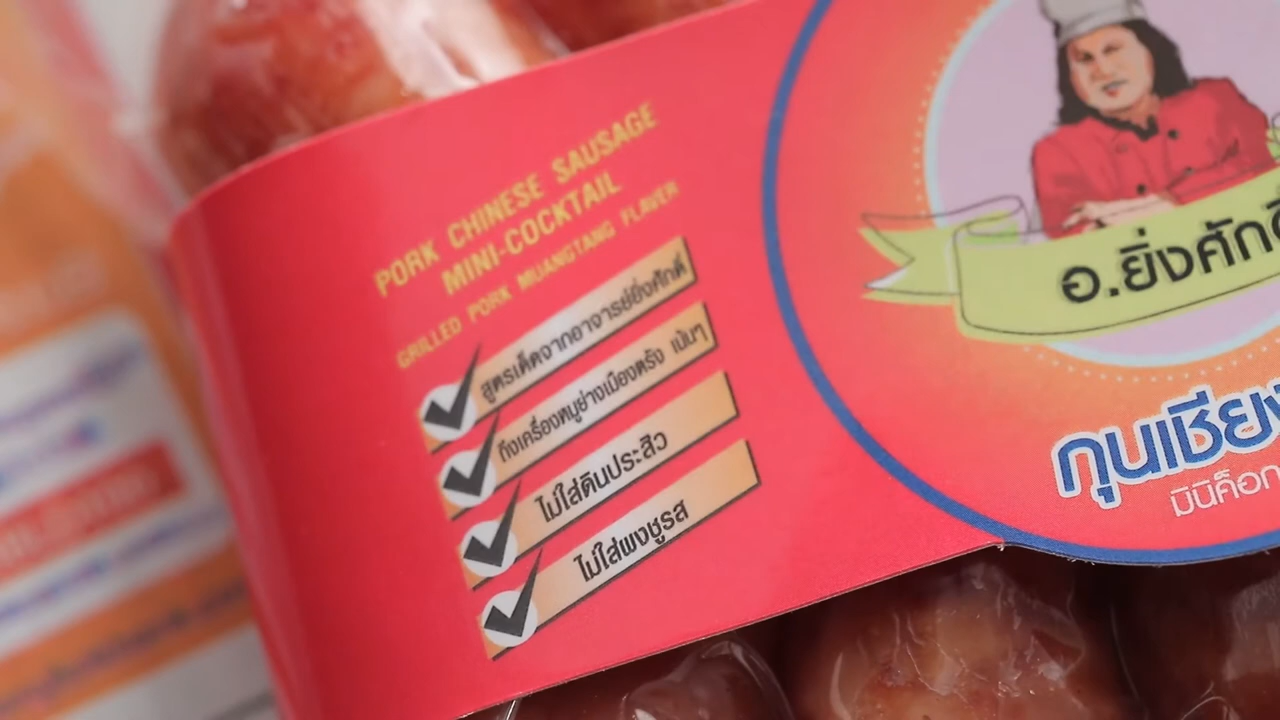 PORK CHINESE SAUSAGE
MINI-COCKTAIL
GRILLED PORK MUANGTANG FLAVER
สูตรเด็ดจากอาจารย์ยิ่งศักดิ์
ถึงเครื่องหมูย่างเมืองตรัง เน้นๆ
ไม่ใส่ดินประสิว
ไม่ใส่ผงชูรส
อ.ยิ่งศักดิ
กุนเชียง
มินิค็อก